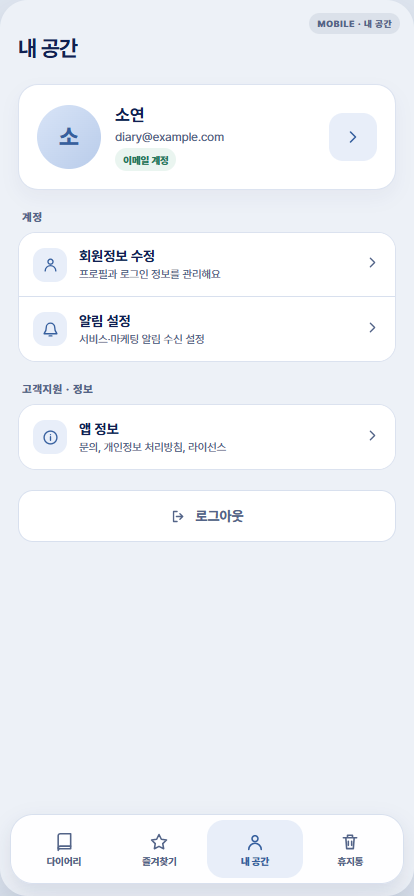 MOBILE · 내 공간
내 공간
소
소연
diary@example.com
이메일 계정
계정
회원정보 수정
프로필과 로그인 정보를 관리해요
알림 설정
서비스·마케팅 알림 수신 설정
고객지원 · 정보
앱 정보
문의, 개인정보 처리방침, 라이선스
로그아웃
다이어리 즐겨찾기 내 공간 휴지통